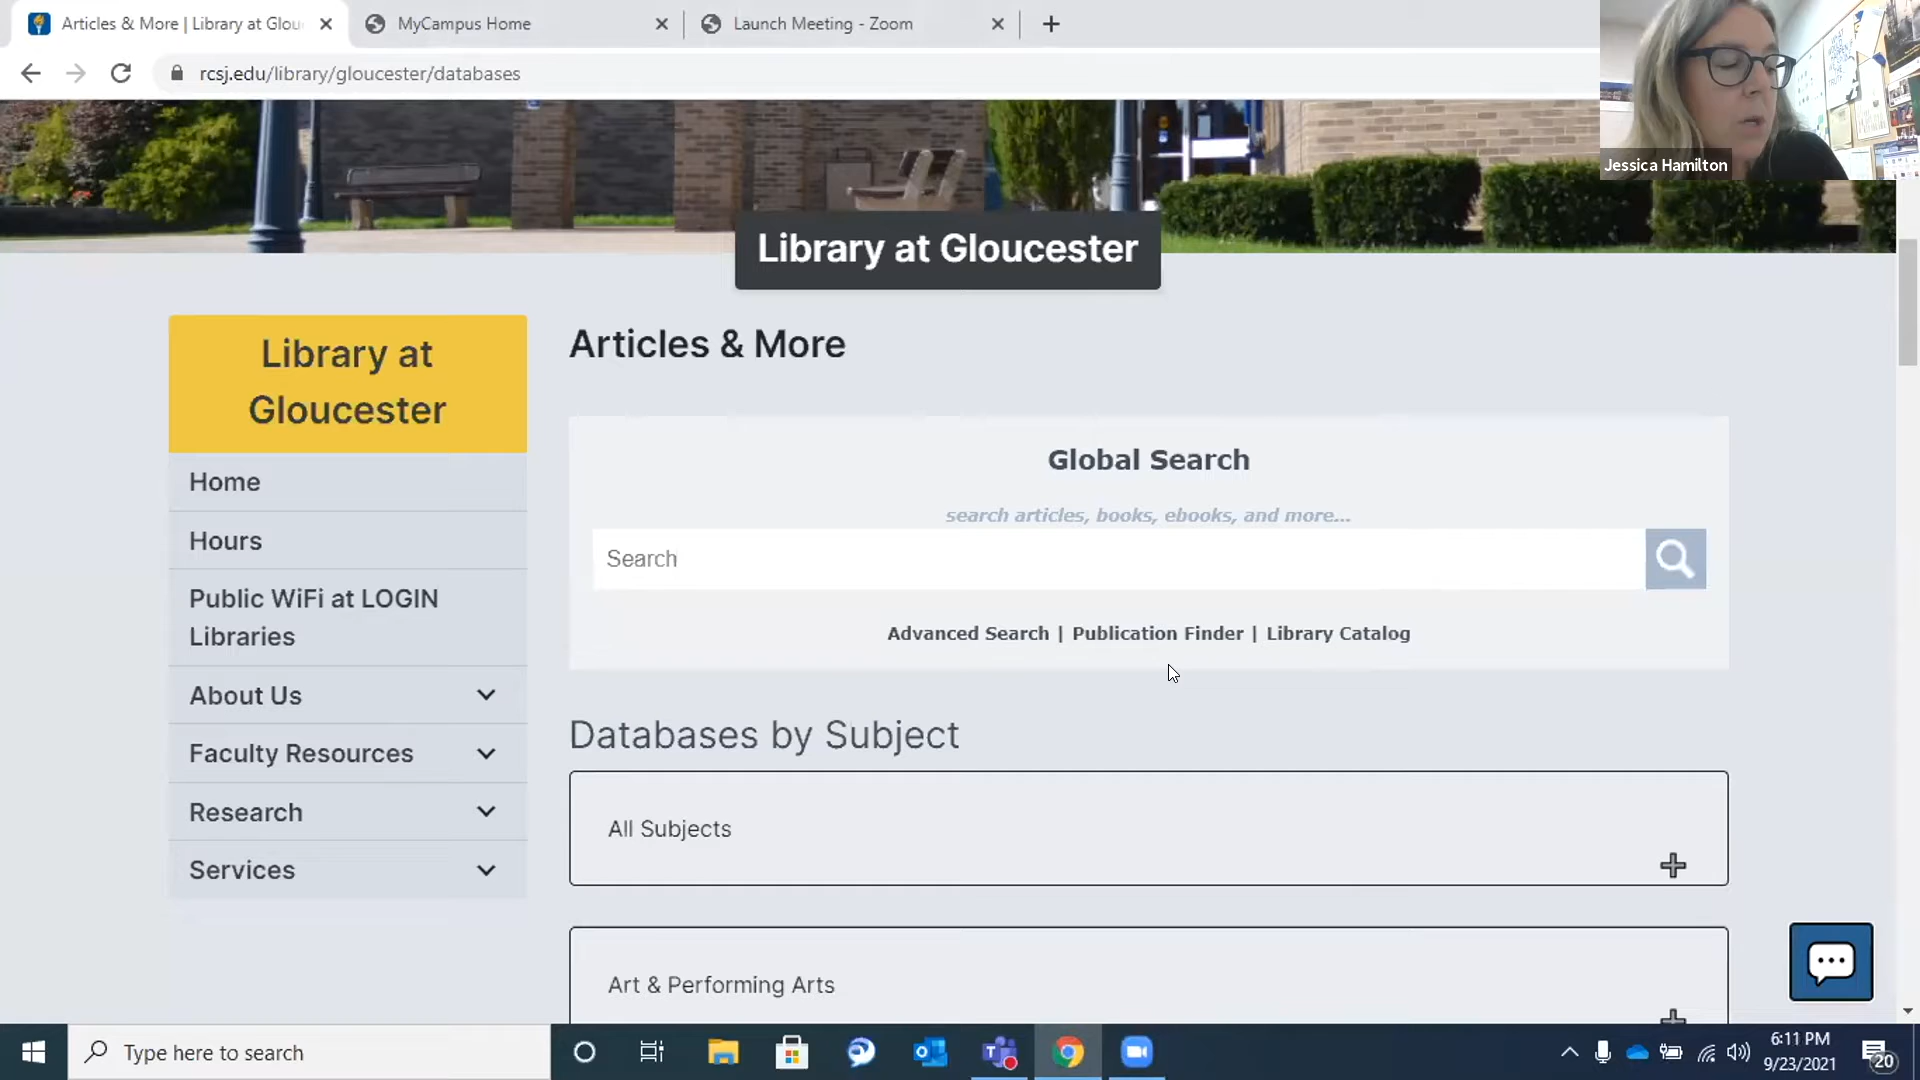 Articles & More | Library at Glou
MyCampus Home
Launch Meeting - Zoom
rcsj.edu/library/gloucester/databases
Jessica Hamilton
Library at Gloucester
Library at
Gloucester
Home
Hours
Public WiFi at LOGIN
Libraries
About Us
Faculty Resources
Research
Services
Articles & More
Global Search
search articles, books, ebooks, and more...
Search
Advanced Search | Publication Finder | Library Catalog
Databases by Subject
All Subjects
Art & Performing Arts
Type here to search
6:11 PM
9/23/2021
20